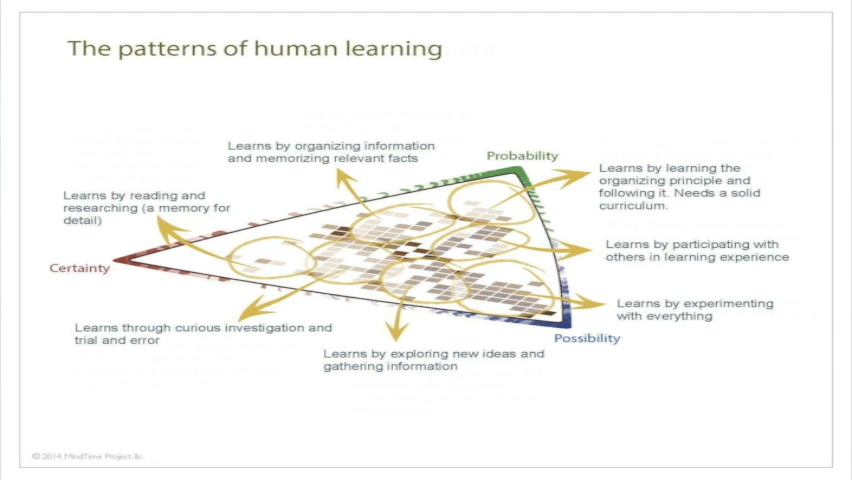 The patterns of human learning
Learns by organizing information
and memorizing relevant facts
Probability
Learns by learning the
organizing principle and
following it. Needs a solid
curriculum.
Learns by reading and
researching (a memory for
detail)
Learns by participating with
others in learning experience
Certainty
Learns by experimenting
with everything
Learns through curious investigation and
trial and error
Possibility
Learns by exploring new ideas and
gathering information
© 2014 MindTime Project llc.